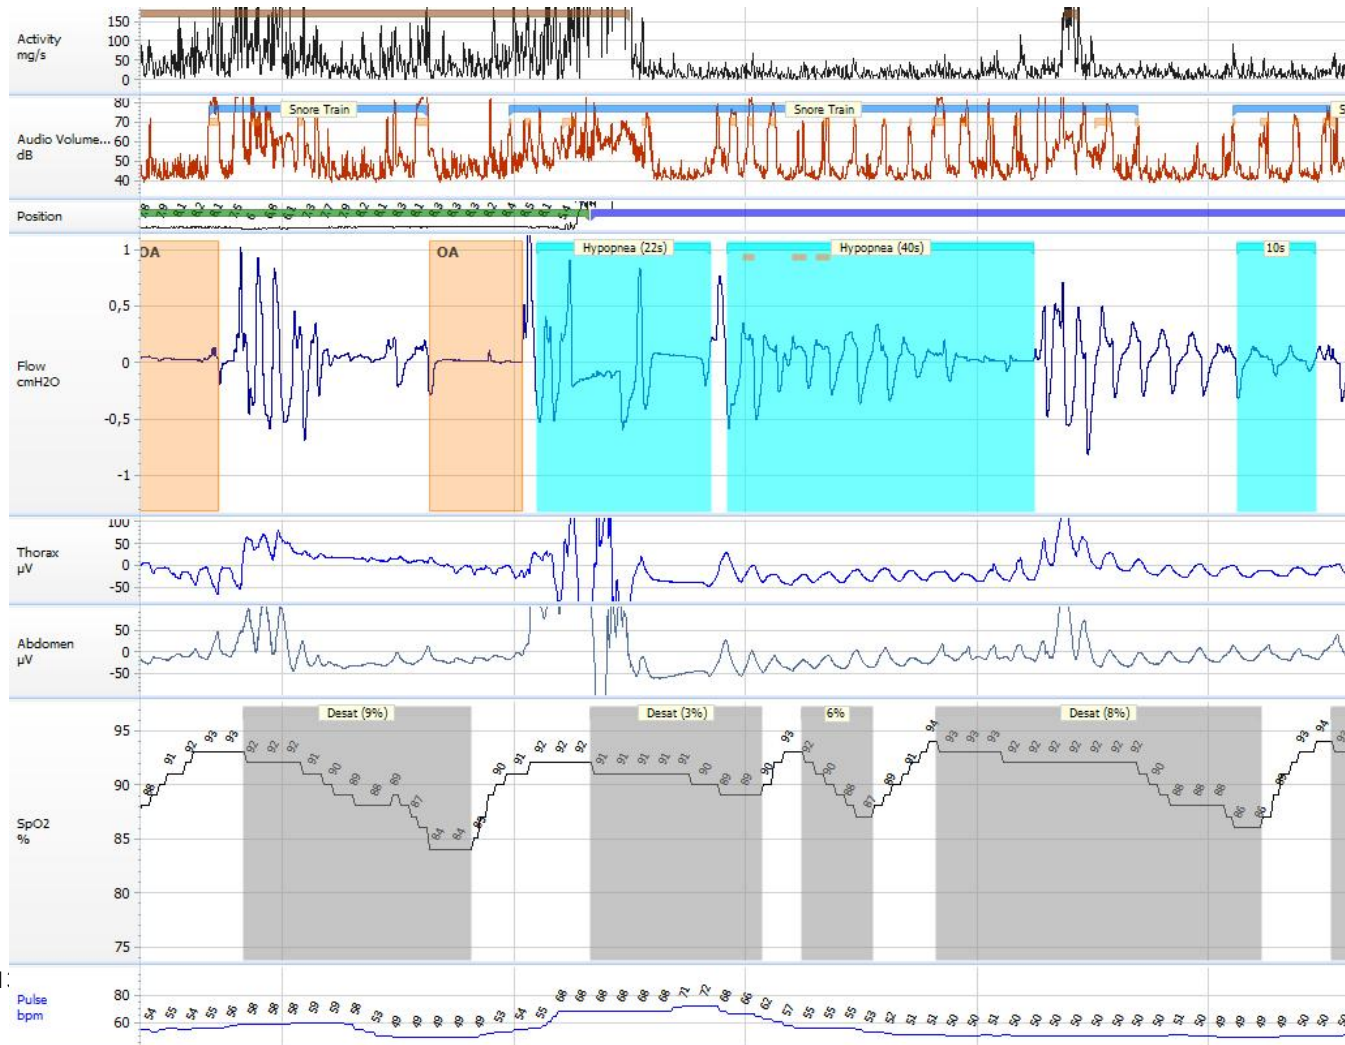 Activity
mg/s
150
100
50
0
Audio Volume...
dB
80
70
60
50
40
Snore Train
Snore Train
S
Position
Flow
cmH2O
1
0,5
0
-0,5
-1
OA
OA
Hypopnea (22s)
Hypopnea (40s)
10s
Thorax
µV
100
50
0
-50
Abdomen
µV
50
0
-50
SpO2
%
95
90
85
80
75
Desat (9%)
Desat (3%)
6%
Desat (8%)
88 90 91 92 93 93 92 92 92 91 90 89 88 89 87 84 84 83 90 91 92 92 92 91 91 91 91 91 90 89 89 90 93 92 90 88 87 89 91 94 93 93 93 92 92 92 92 92 92 92 90 88 88 88 86 86 89 93 94 93
Pulse
bpm
80
60
54 55 54 55 56 58 58 58 59 59 58 53 49 49 49 49 49 53 54 55 68 68 68 68 68 68 71 72 68 66 62 57 55 55 55 53 52 51 51 50 50 51 50 50 50 50 50 50 50 50 51 50 49 49 49 49 50 50 50